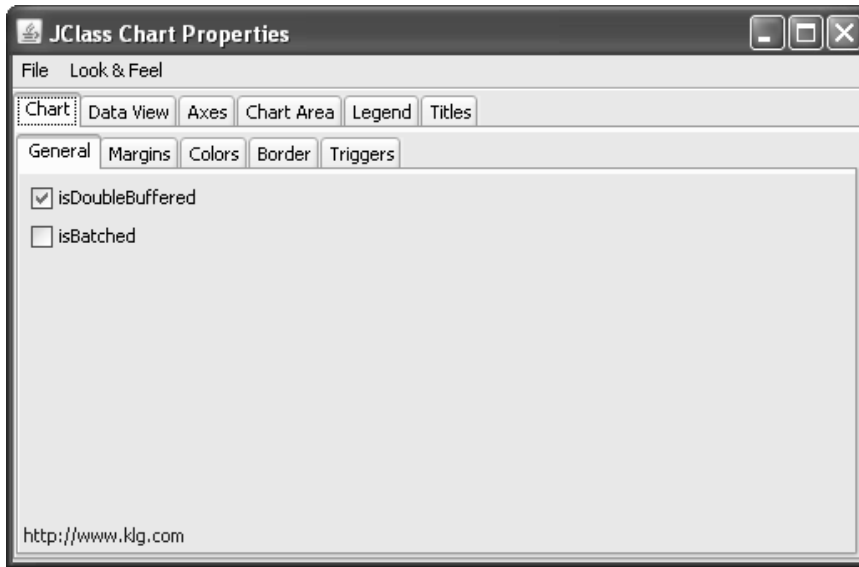 JClass Chart Properties
File Look & Feel
Chart Data View Axes Chart Area Legend Titles
General Margins Colors Border Triggers
isDoubleBuffered
isBatched
http://www.klg.com